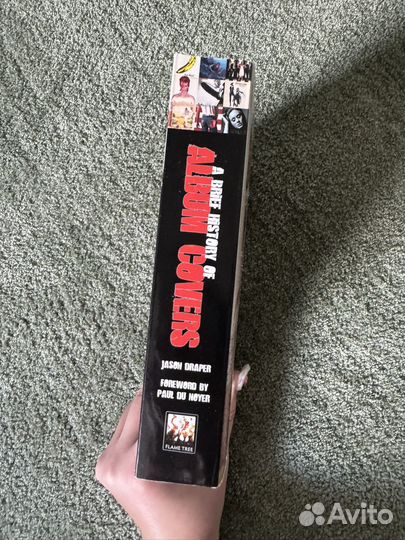 A BRIEF HISTORY OF
ALBUM COVERS
JASON DRAPER
FOREWORD BY
PAUL DU NOYER
FLAME TREE
Avito